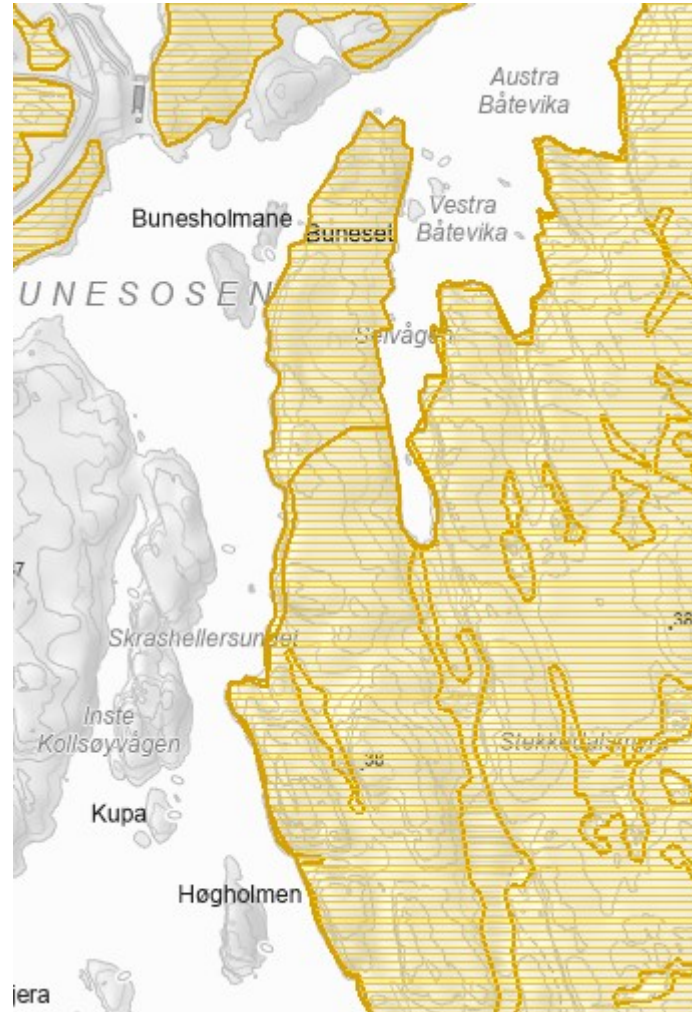 Austra
Båtevika
Bunesholmane
Buneset
Vestra
Båtevika
UNESOSEN
Selvågen
38
Skrashellersundet
Inste
Kollsøyvågen
38
Kupa
Høgholmen
jera